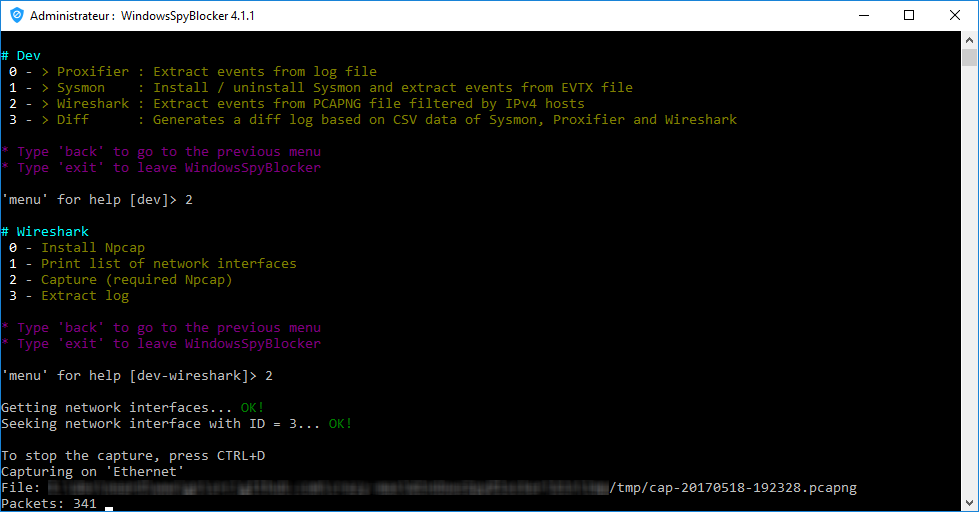 Administrateur : WindowsSpyBlocker 4.1.1
# Dev
0 - > Proxifier : Extract events from log file
1 - > Sysmon : Install / uninstall Sysmon and extract events from EVTX file
2 - > Wireshark : Extract events from PCAPNG file filtered by IPv4 hosts
3 - > Diff : Generates a diff log based on CSV data of Sysmon, Proxifier and Wireshark
* Type 'back' to go to the previous menu
* Type 'exit' to leave WindowsSpyBlocker
'menu' for help [dev]> 2
# Wireshark
0 - Install Npcap
1 - Print list of network interfaces
2 - Capture (required Npcap)
3 - Extract log
* Type 'back' to go to the previous menu
* Type 'exit' to leave WindowsSpyBlocker
'menu' for help [dev-wireshark]> 2
Getting network interfaces... OK!
Seeking network interface with ID = 3... OK!
To stop the capture, press CTRL+D
Capturing on 'Ethernet'
File: /tmp/cap-20170518-192328.pcapng
Packets: 341